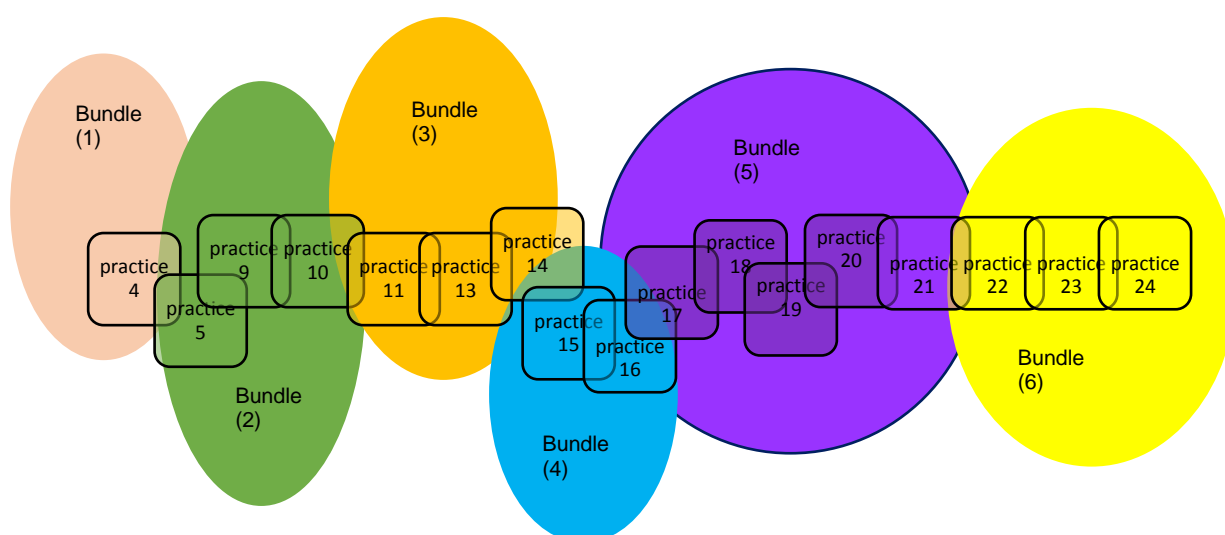 Bundle
(1)
practice
4
practice
5
Bundle
(2)
practice
9
practice
10
Bundle
(3)
practice
11
practice
13
practice
14
Bundle
(4)
practice
15
practice
16
practice
17
Bundle
(5)
practice
18
practice
19
practice
20
practice
21
practice
22
practice
23
practice
24
Bundle
(6)